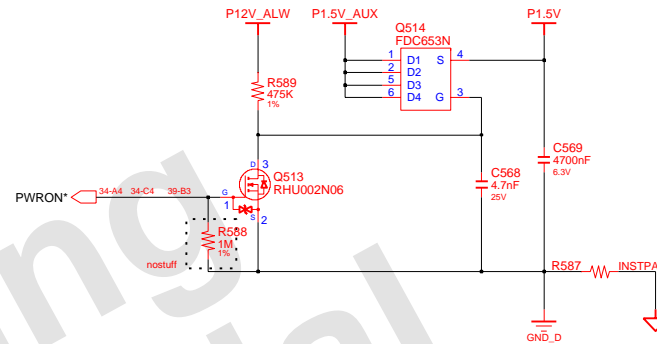 P12V_ALW
P1.5V_AUX
P1.5V
Q514
FDC653N
1 D1 S 4
2 D2
5 D3
6 D4 G 3
R589
475K
1%
D 3
Q513
RHU002N06
G
1
S 2
PWRON*
34-A4 34-C4 39-B3
R588
1M
1%
nostuff
C568
4.7nF
25V
C569
4700nF
6.3V
R587
INSTPA
GND_D